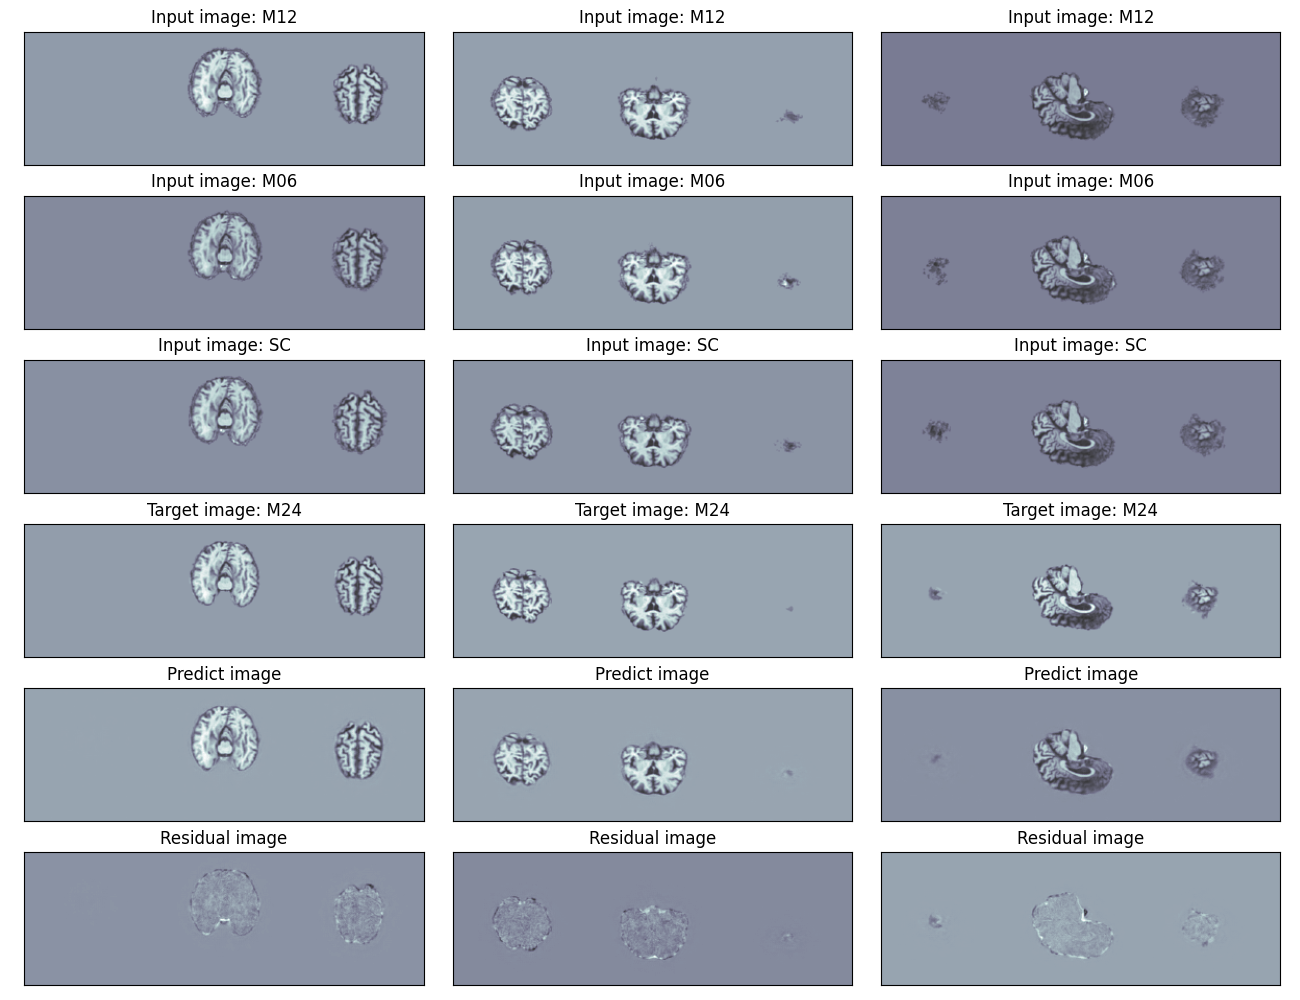 Input image: M12 Input image: M12 Input image: M12
Input image: M06 Input image: M06 Input image: M06
Input image: SC Input image: SC Input image: SC
Target image: M24 Target image: M24 Target image: M24
Predict image Predict image Predict image
Residual image Residual image Residual image